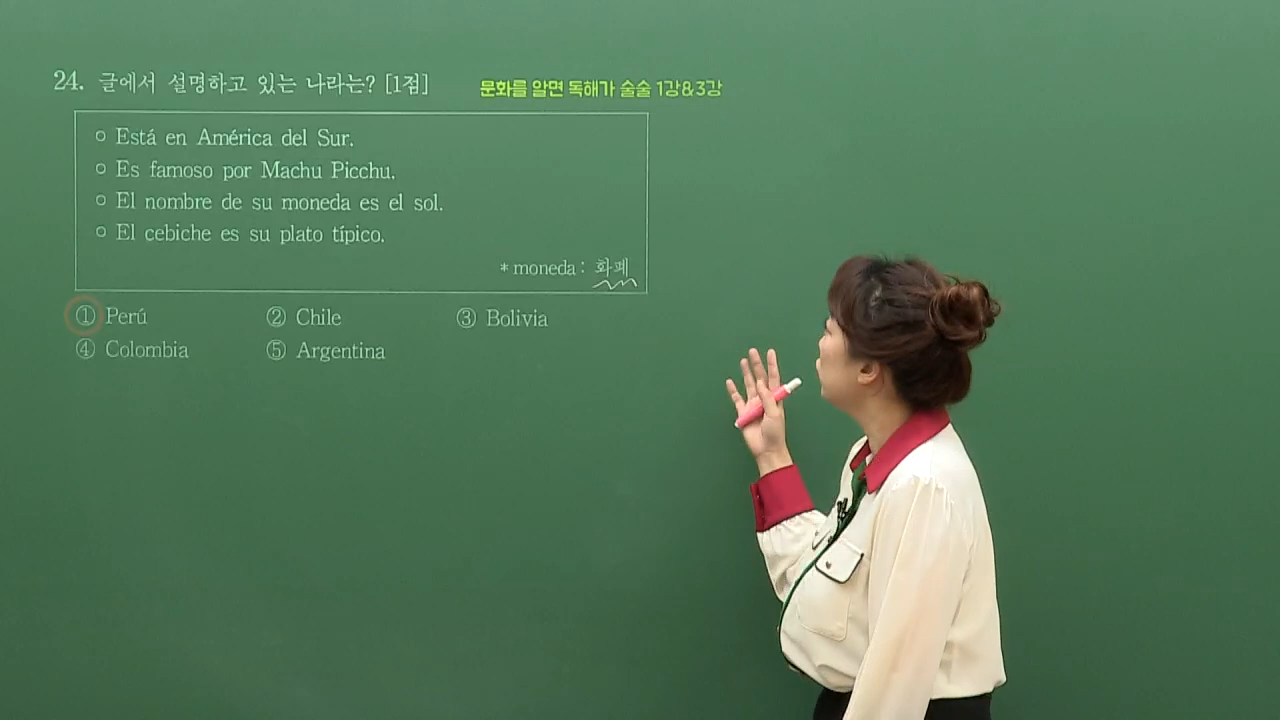 24. 글에서 설명하고 있는 나라는? [1점]
문화를 알면 독해가 술술 1강&3강
○ Está en América del Sur.
○ Es famoso por Machu Picchu.
○ El nombre de su moneda es el sol.
○ El cebiche es su plato típico.
* moneda : 화폐
① Perú ② Chile ③ Bolivia
④ Colombia ⑤ Argentina